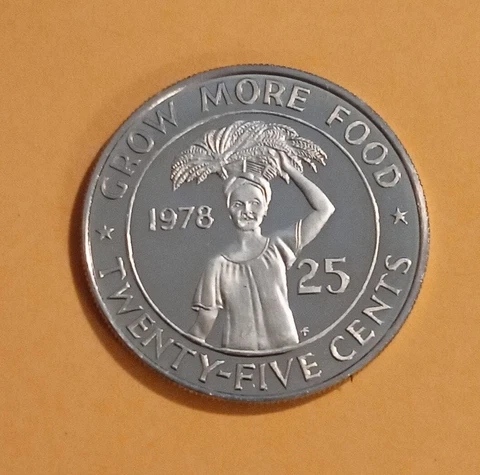 GROW MORE FOOD
1978
25
TWENTY-FIVE CENTS